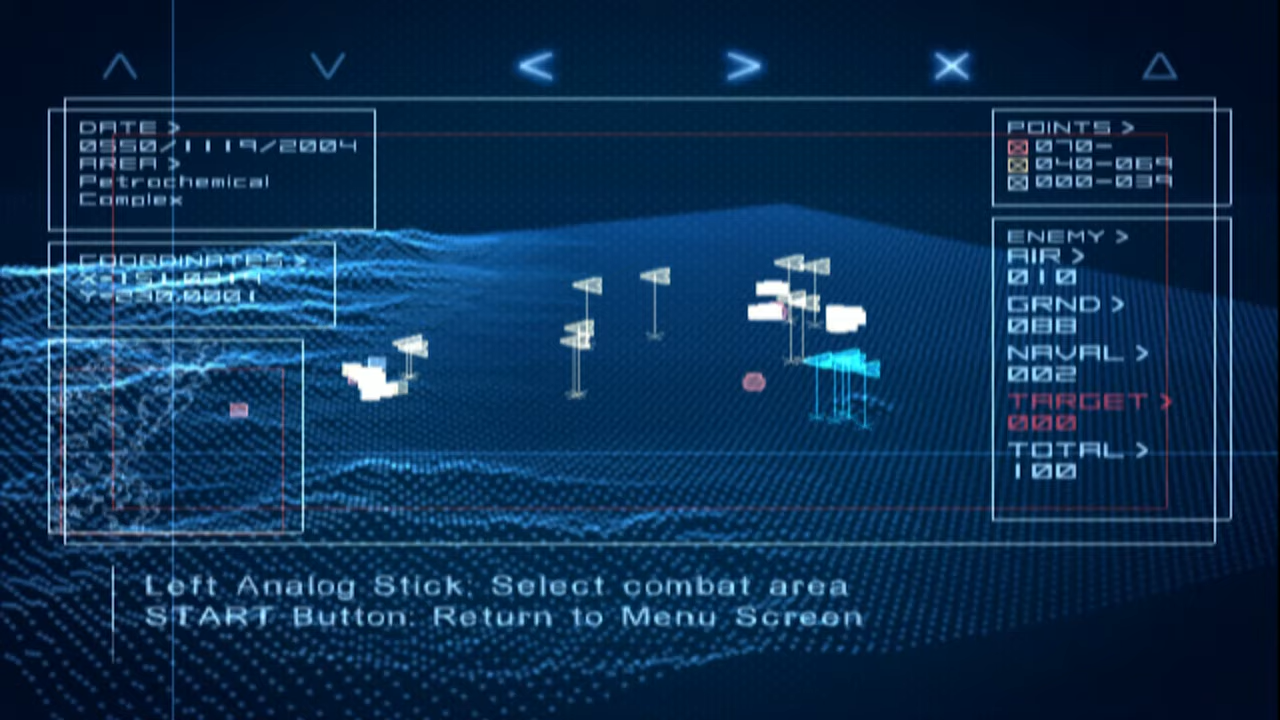 DATE >
0550/1119/2004
AREA >
Petrochemical
Complex
COORDINATES >
POINTS >
070-
040-069
000-039
ENEMY >
AIR >
010
GRND >
088
NAVAL >
002
TARGET >
000
TOTAL >
100
Left Analog Stick: Select combat area
START Button: Return to Menu Screen